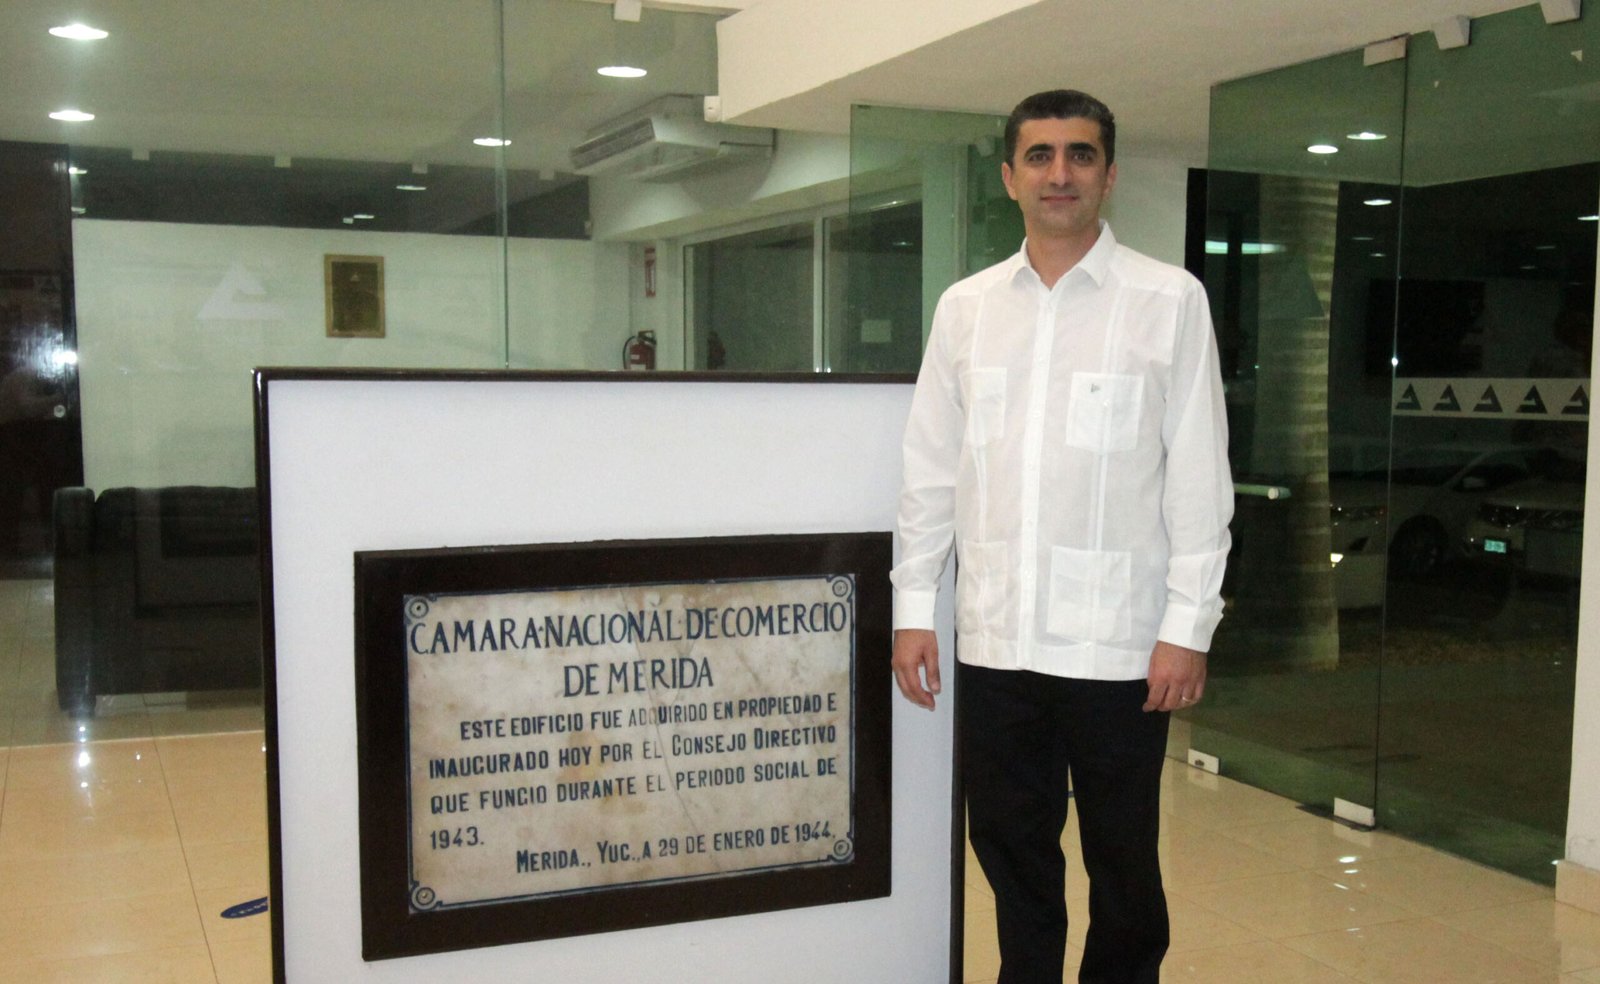 CAMARA·NACIONAL·DE·COMERCIO
DE MERIDA
ESTE EDIFICIO FUE ADQUIRIDO EN PROPIEDAD E
INAUGURADO HOY POR EL CONSEJO DIRECTIVO
QUE FUNCIO DURANTE EL PERIODO SOCIAL DE
1943.
MERIDA., YUC., A 29 DE ENERO DE 1944.